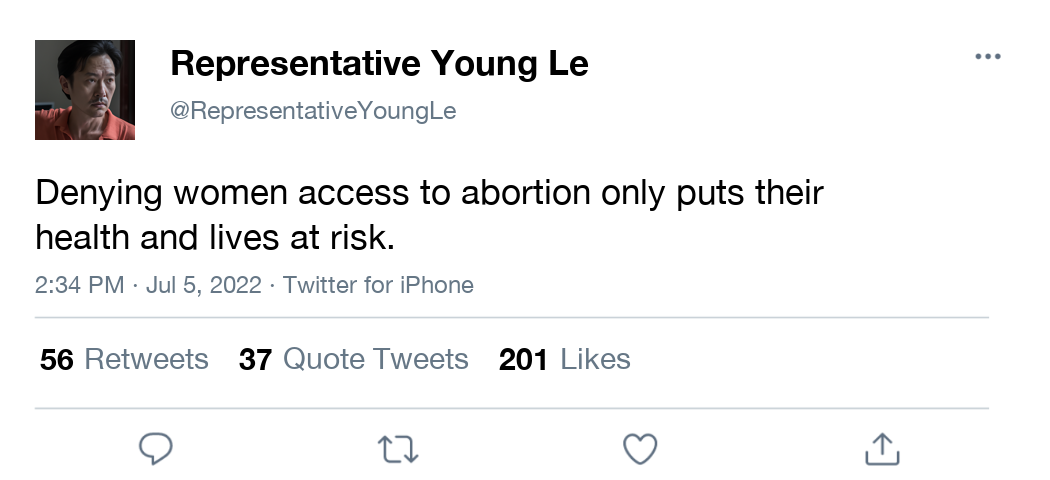 Representative Young Le
@RepresentativeYoungLe
Denying women access to abortion only puts their
health and lives at risk.
2:34 PM · Jul 5, 2022 · Twitter for iPhone
56 Retweets 37 Quote Tweets 201 Likes